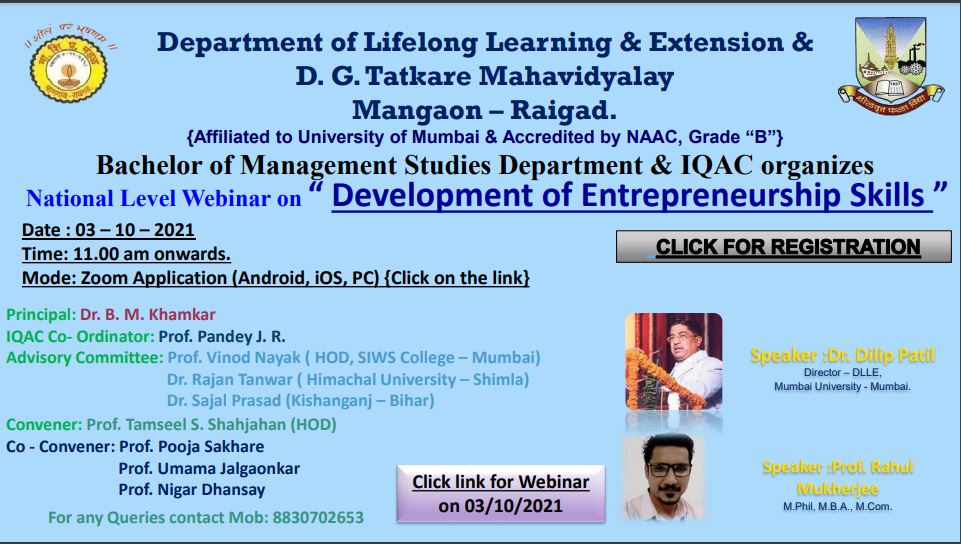 ॥ शीलं परं भूषणम् ॥
Department of Lifelong Learning & Extension &
D. G. Tatkare Mahavidyalay
Mangaon – Raigad.
{Affiliated to University of Mumbai & Accredited by NAAC, Grade “B”}
Bachelor of Management Studies Department & IQAC organizes
National Level Webinar on “ Development of Entrepreneurship Skills ”
Date : 03 – 10 – 2021
Time: 11.00 am onwards.
Mode: Zoom Application (Android, iOS, PC) {Click on the link}
CLICK FOR REGISTRATION
Principal: Dr. B. M. Khamkar
IQAC Co- Ordinator: Prof. Pandey J. R.
Advisory Committee: Prof. Vinod Nayak ( HOD, SIWS College – Mumbai)
Dr. Rajan Tanwar ( Himachal University – Shimla)
Dr. Sajal Prasad (Kishanganj – Bihar)
Convener: Prof. Tamseel S. Shahjahan (HOD)
Co - Convener: Prof. Pooja Sakhare
Prof. Umama Jalgaonkar
Prof. Nigar Dhansay
For any Queries contact Mob: 8830702653
Click link for Webinar
on 03/10/2021
Speaker :Dr. Dilip Patil
Director – DLLE,
Mumbai University - Mumbai.
Speaker :Prof. Rahul
Mukherjee
M.Phil, M.B.A., M.Com.